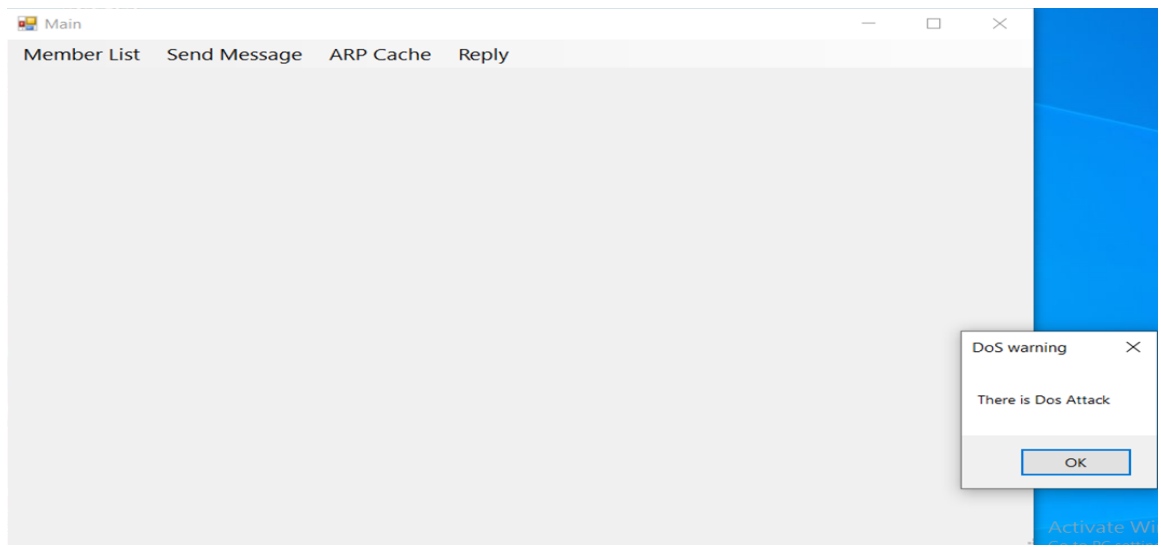 Main
Member List Send Message ARP Cache Reply
DoS warning
There is Dos Attack
OK
Activate Wi